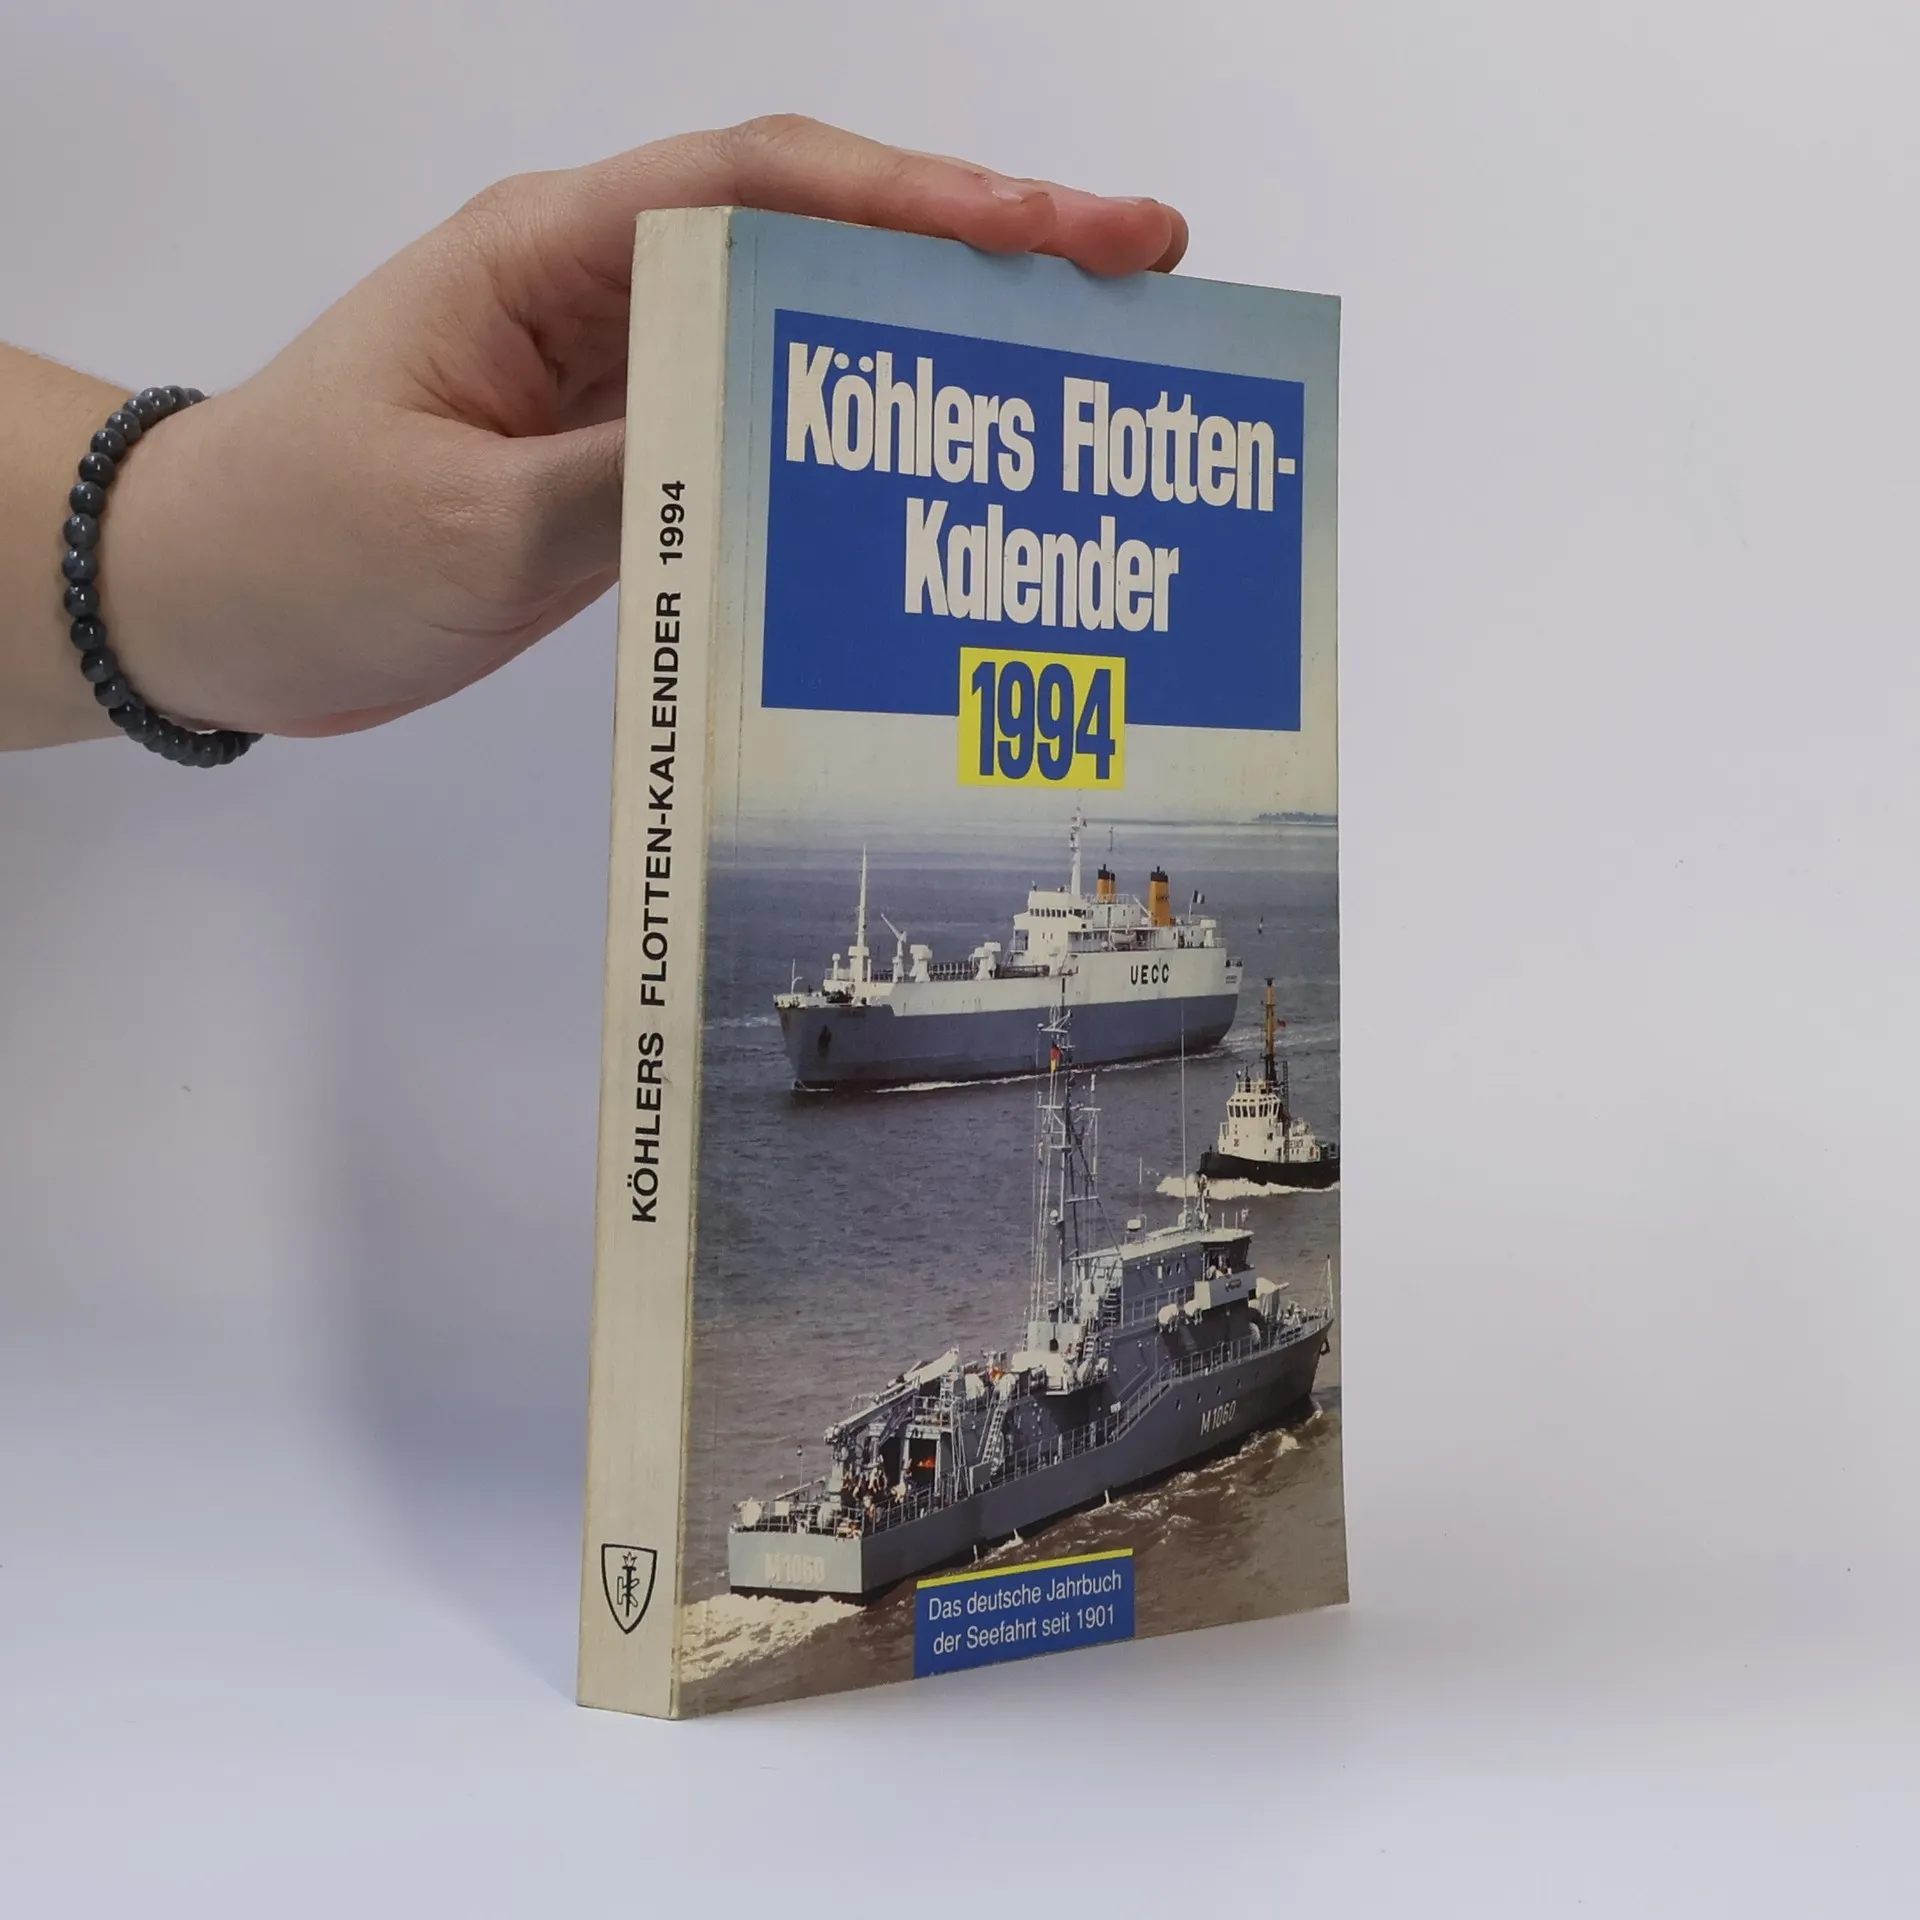 KÖHLERS FLOTTEN-KALENDER 1994
Köhlers Flotten-
Kalender
1994
UECC
M1060
M1060
Das deutsche Jahrbuch
der Seefahrt seit 1901